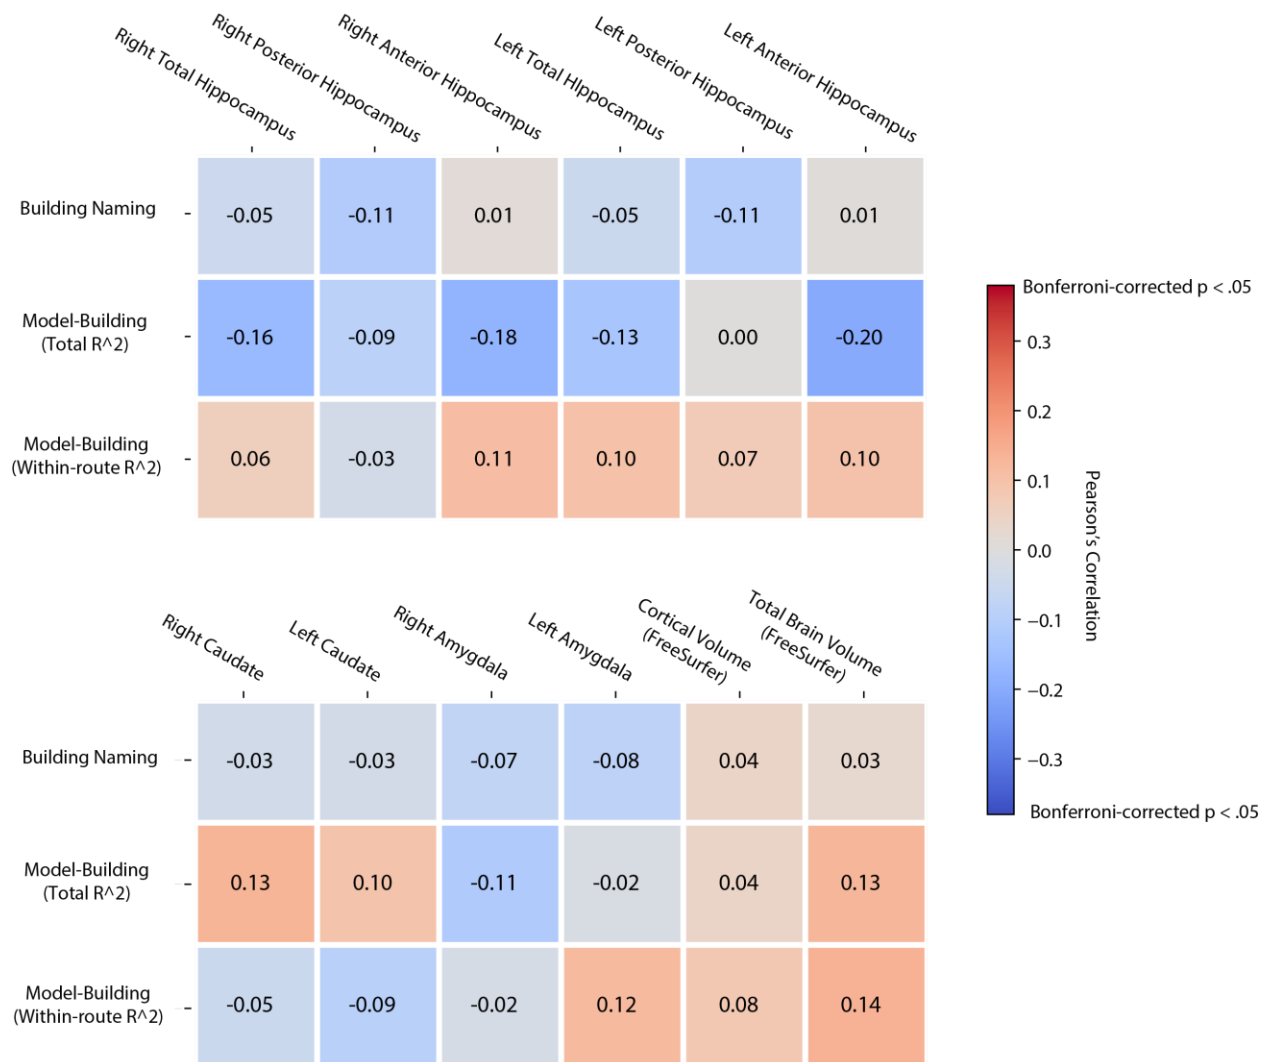 Right Total Hippocampus
Right Posterior Hippocampus
Right Anterior Hippocampus
Left Total HIppocampus
Left Posterior Hippocampus
Left Anterior Hippocampus
Building Naming
-0.05 -0.11 0.01 -0.05 -0.11 0.01
Model-Building
(Total R^2)
-0.16 -0.09 -0.18 -0.13 0.00 -0.20
Model-Building
(Within-route R^2)
0.06 -0.03 0.11 0.10 0.07 0.10
Bonferroni-corrected p < .05
0.3
0.2
0.1
0.0
−0.1
−0.2
−0.3
Bonferroni-corrected p < .05
Pearson's Correlation
Right Caudate
Left Caudate
Right Amygdala
Left Amygdala
Cortical Volume
(FreeSurfer)
Total Brain Volume
(FreeSurfer)
Building Naming
-0.03 -0.03 -0.07 -0.08 0.04 0.03
Model-Building
(Total R^2)
0.13 0.10 -0.11 -0.02 0.04 0.13
Model-Building
(Within-route R^2)
-0.05 -0.09 -0.02 0.12 0.08 0.14